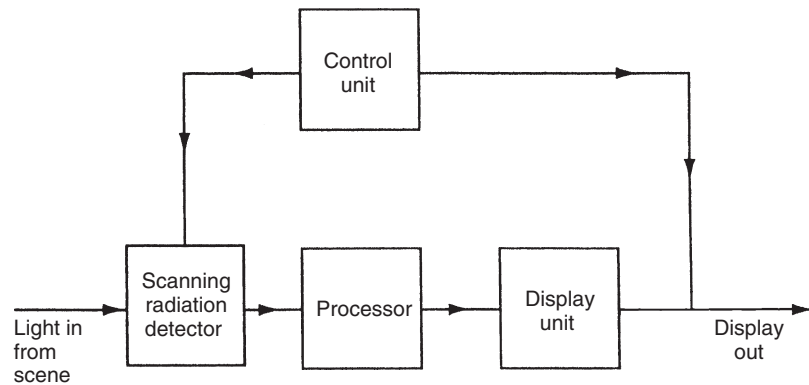 Control
unit
Scanning
radiation
detector
Processor
Display
unit
Light in
from
scene
Display
out